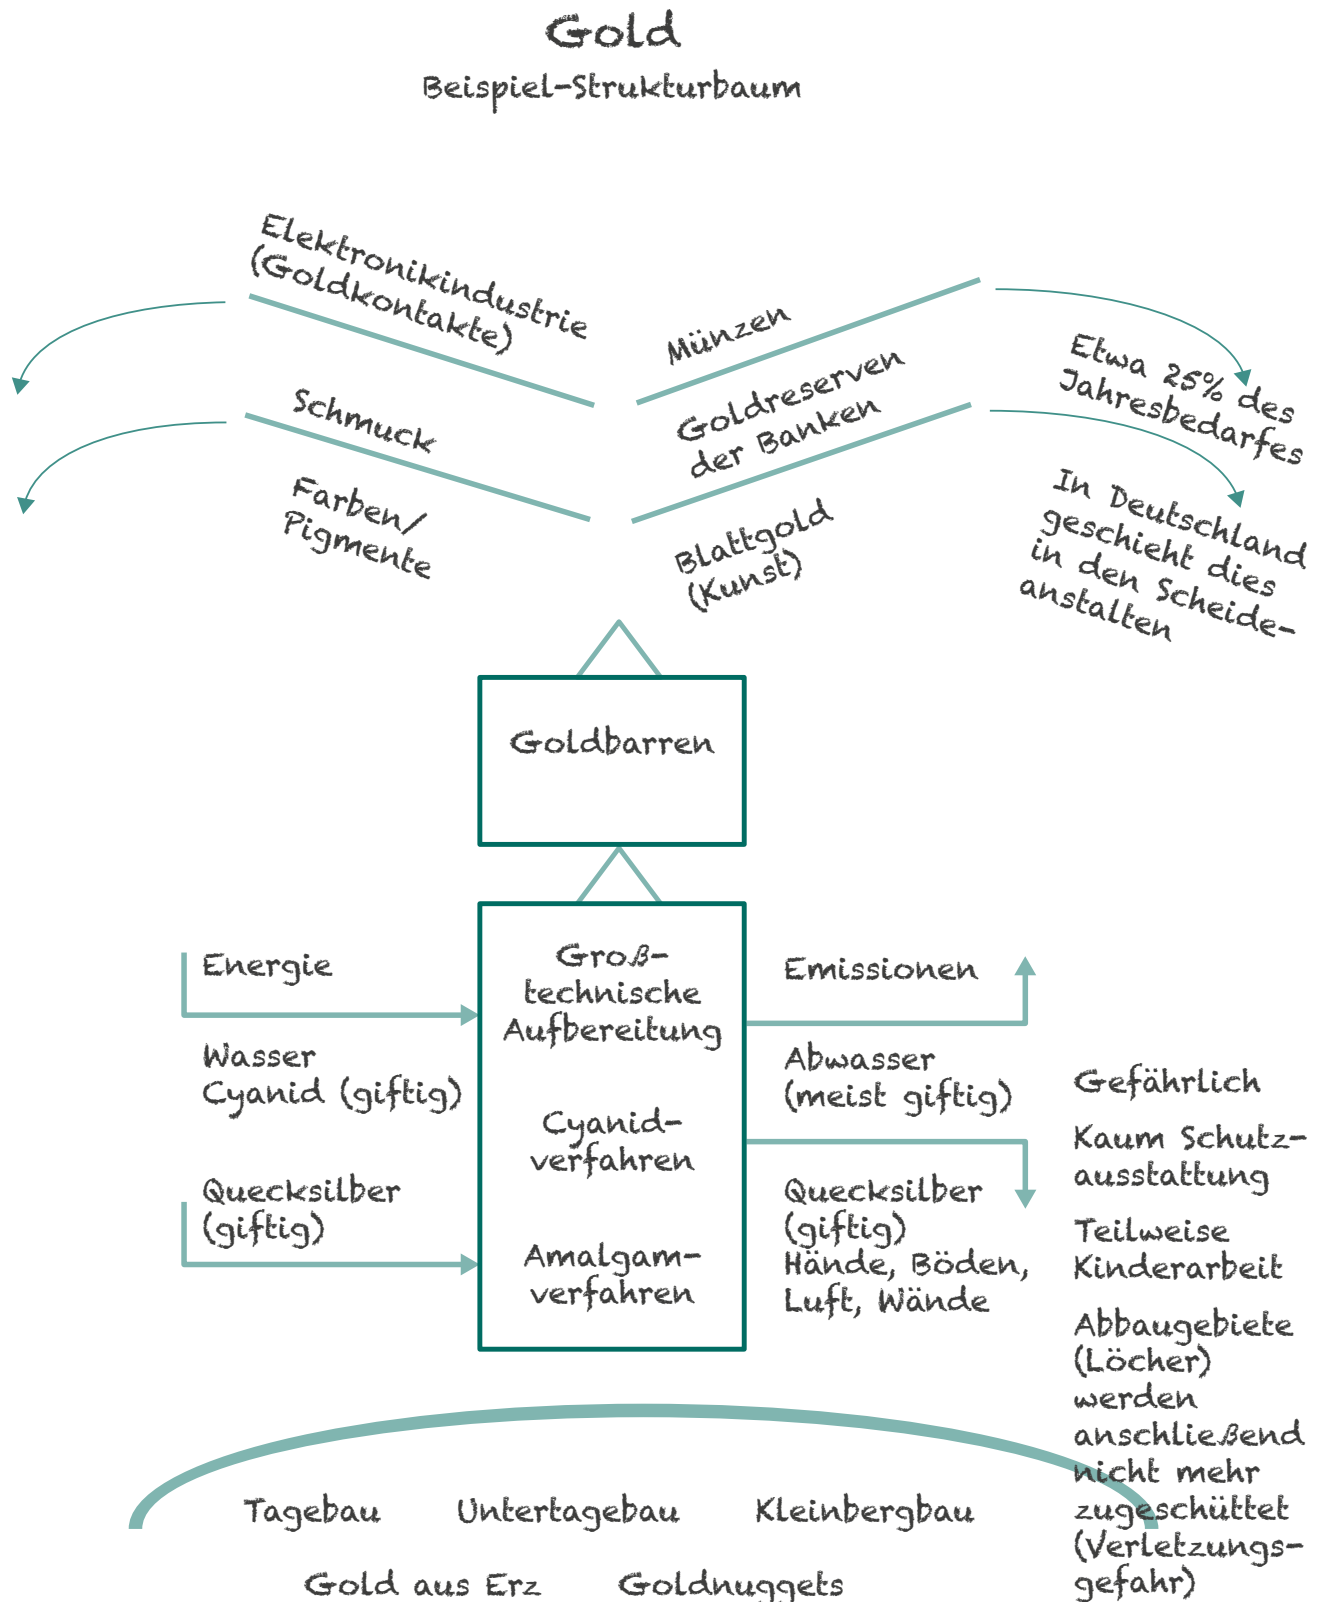 Gold
Beispiel-Strukturbaum
Elektronikindustrie
(Goldkontakte)
Schmuck
Farben/
Pigmente
Münzen
Goldreserven
der Banken
Blattgold
(Kunst)
Etwa 25% des
Jahresbedarfes
In Deutschland
geschieht dies
in den Scheide-
anstalten
Goldbarren
Energie
Wasser
Cyanid (giftig)
Quecksilber
(giftig)
Groß-
technische
Aufbereitung
Cyanid-
verfahren
Amalgam-
verfahren
Emissionen
Abwasser
(meist giftig)
Quecksilber
(giftig)
Hände, Böden,
Luft, Wände
Gefährlich
Kaum Schutz-
ausstattung
Teilweise
Kinderarbeit
Abbaugebiete
(Löcher)
werden
anschließend
nicht mehr
zugeschüttet
(Verletzungs-
gefahr)
Tagebau
Untertagebau
Kleinbergbau
Gold aus Erz
Goldnuggets